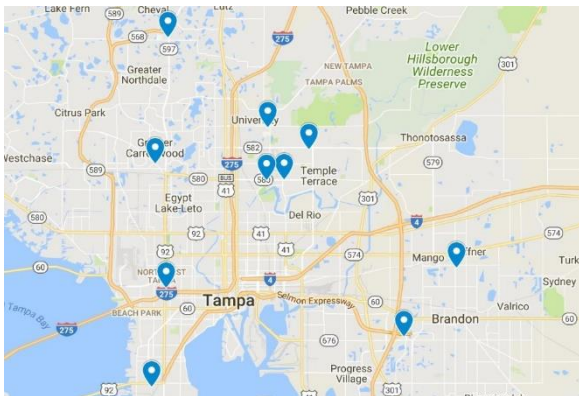 Lake Fern
589
Cheval
Lutz
Pebble Creek
568
597
275
Greater
Northdale
Lower
Hillsborough
Wilderness
Preserve
301
NEW TAMPA
TAMPA PALMS
Citrus Park
University
582
Thonotosassa
Westchase
589
580
275
BUS
41
580
Temple
Terrace
579
Egypt
Lake-Leto
301
580
Del Rio
4
92
92
41
41
574
574
60
Mango
Turk
Sydney
275
4
BEACH PARK
60
Tampa
Selmon Expressway
60
Valrico
Tampa Bay
275
Brandon
676
Progress
Village
92
41
301